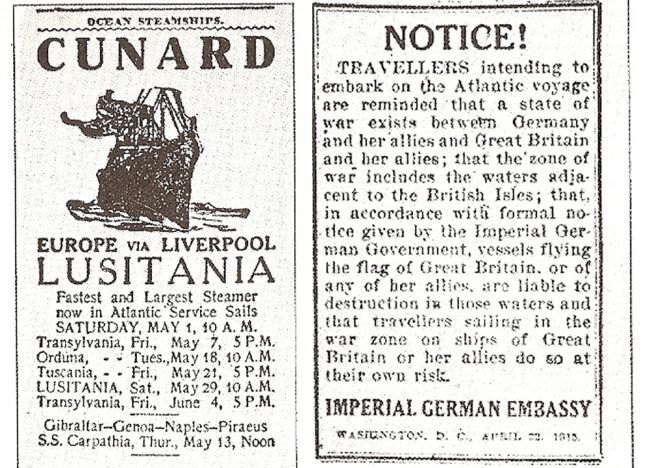 OCEAN STEAMSHIPS.
CUNARD
EUROPE VIA LIVERPOOL
LUSITANIA
Fastest and Largest Steamer
now in Atlantic Service Sails
SATURDAY, MAY 1, 10 A. M.
Transylvania, Fri., May 7, 5 P.M.
Orduna, - - Tues., May 18, 10 A.M.
Tuscania, - - Fri., May 21, 5 P.M.
LUSITANIA, Sat., May 29, 10 A.M.
Transylvania, Fri., June 4, 5 P.M.
Gibraltar-Genoa-Naples-Piraeus
S.S. Carpathia, Thur., May 13, Noon
NOTICE!
TRAVELLERS intending to
embark on the Atlantic voyage
are reminded that a state of
war exists between Germany
and her allies and Great Britain
and her allies; that the zone of
war includes the waters adja-
cent to the British Isles; that,
in accordance with formal no-
tice given by the Imperial Ger-
man Government, vessels flying
the flag of Great Britain, or of
any of her allies, are liable to
destruction in those waters and
that travellers sailing in the
war zone on ships of Great
Britain or her allies do so at
their own risk.
IMPERIAL GERMAN EMBASSY
WASHINGTON, D. C., APRIL 22, 1915.